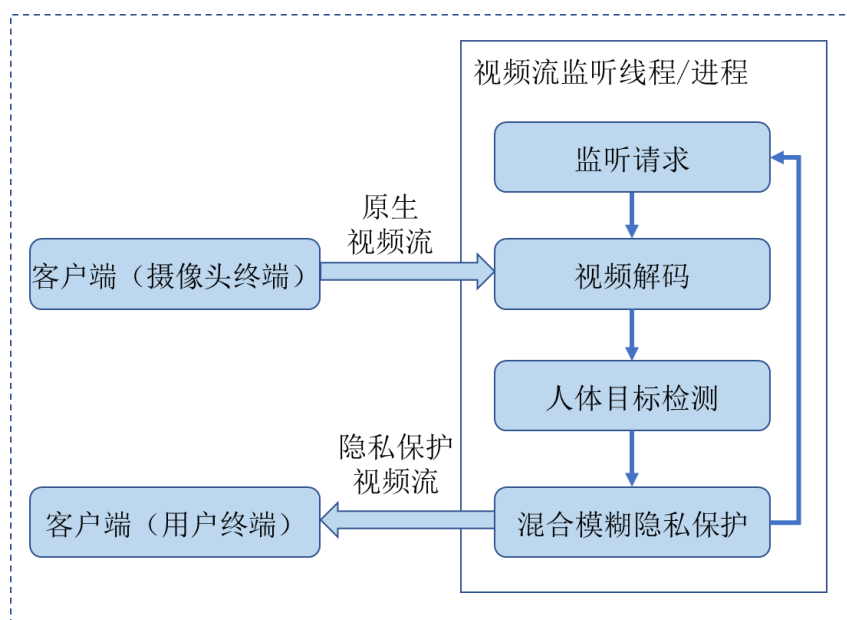 视频流监听线程/进程
监听请求
原生
视频流
客户端（摄像头终端）
视频解码
人体目标检测
隐私保护
视频流
客户端（用户终端）
混合模糊隐私保护